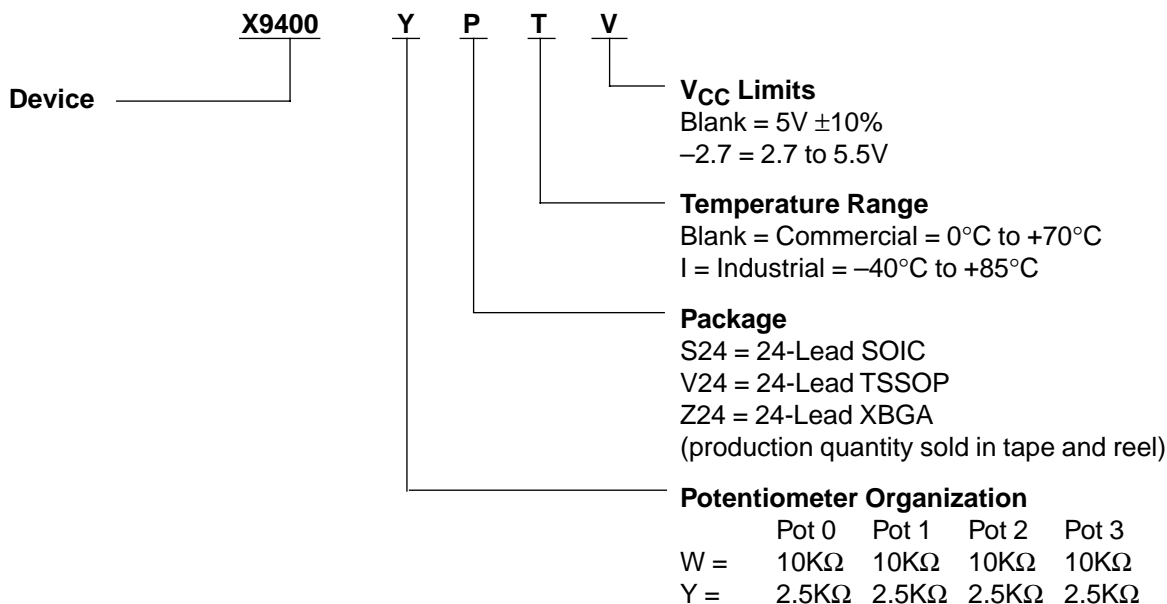 X9400 Y P T V
Device
VCC Limits
Blank = 5V ±10%
–2.7 = 2.7 to 5.5V
Temperature Range
Blank = Commercial = 0°C to +70°C
I = Industrial = –40°C to +85°C
Package
S24 = 24-Lead SOIC
V24 = 24-Lead TSSOP
Z24 = 24-Lead XBGA
(production quantity sold in tape and reel)
Potentiometer Organization
Pot 0 Pot 1 Pot 2 Pot 3
W = 10KΩ 10KΩ 10KΩ 10KΩ
Y = 2.5KΩ 2.5KΩ 2.5KΩ 2.5KΩ